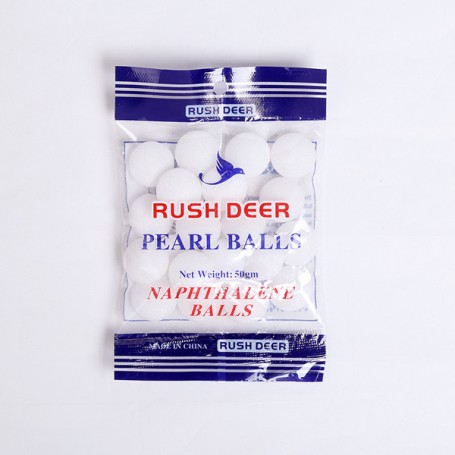 RUSH DEER
RUSH DEER
PEARL BALLS
Net Weight: 50gm
NAPHTHALENE
BALLS
MADE IN CHINA RUSH DEER